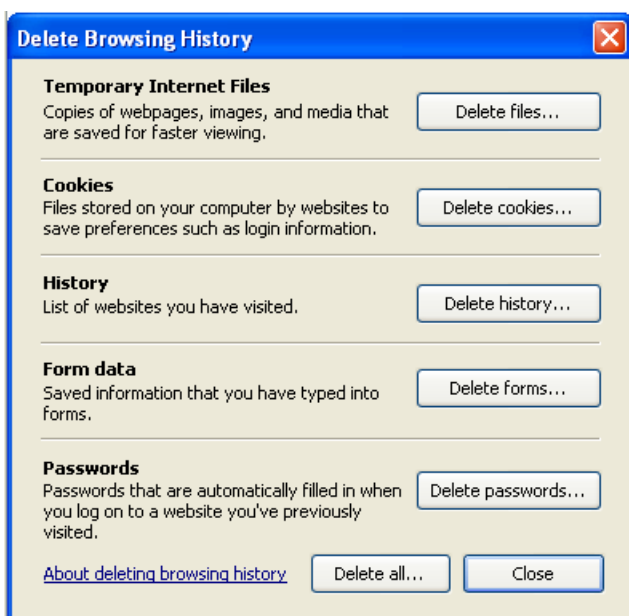 Delete Browsing History
Temporary Internet Files
Copies of webpages, images, and media that
are saved for faster viewing.
Delete files...
Cookies
Files stored on your computer by websites to
save preferences such as login information.
Delete cookies...
History
List of websites you have visited.
Delete history...
Form data
Saved information that you have typed into
forms.
Delete forms...
Passwords
Passwords that are automatically filled in when
you log on to a website you've previously
visited.
Delete passwords...
About deleting browsing history
Delete all...
Close